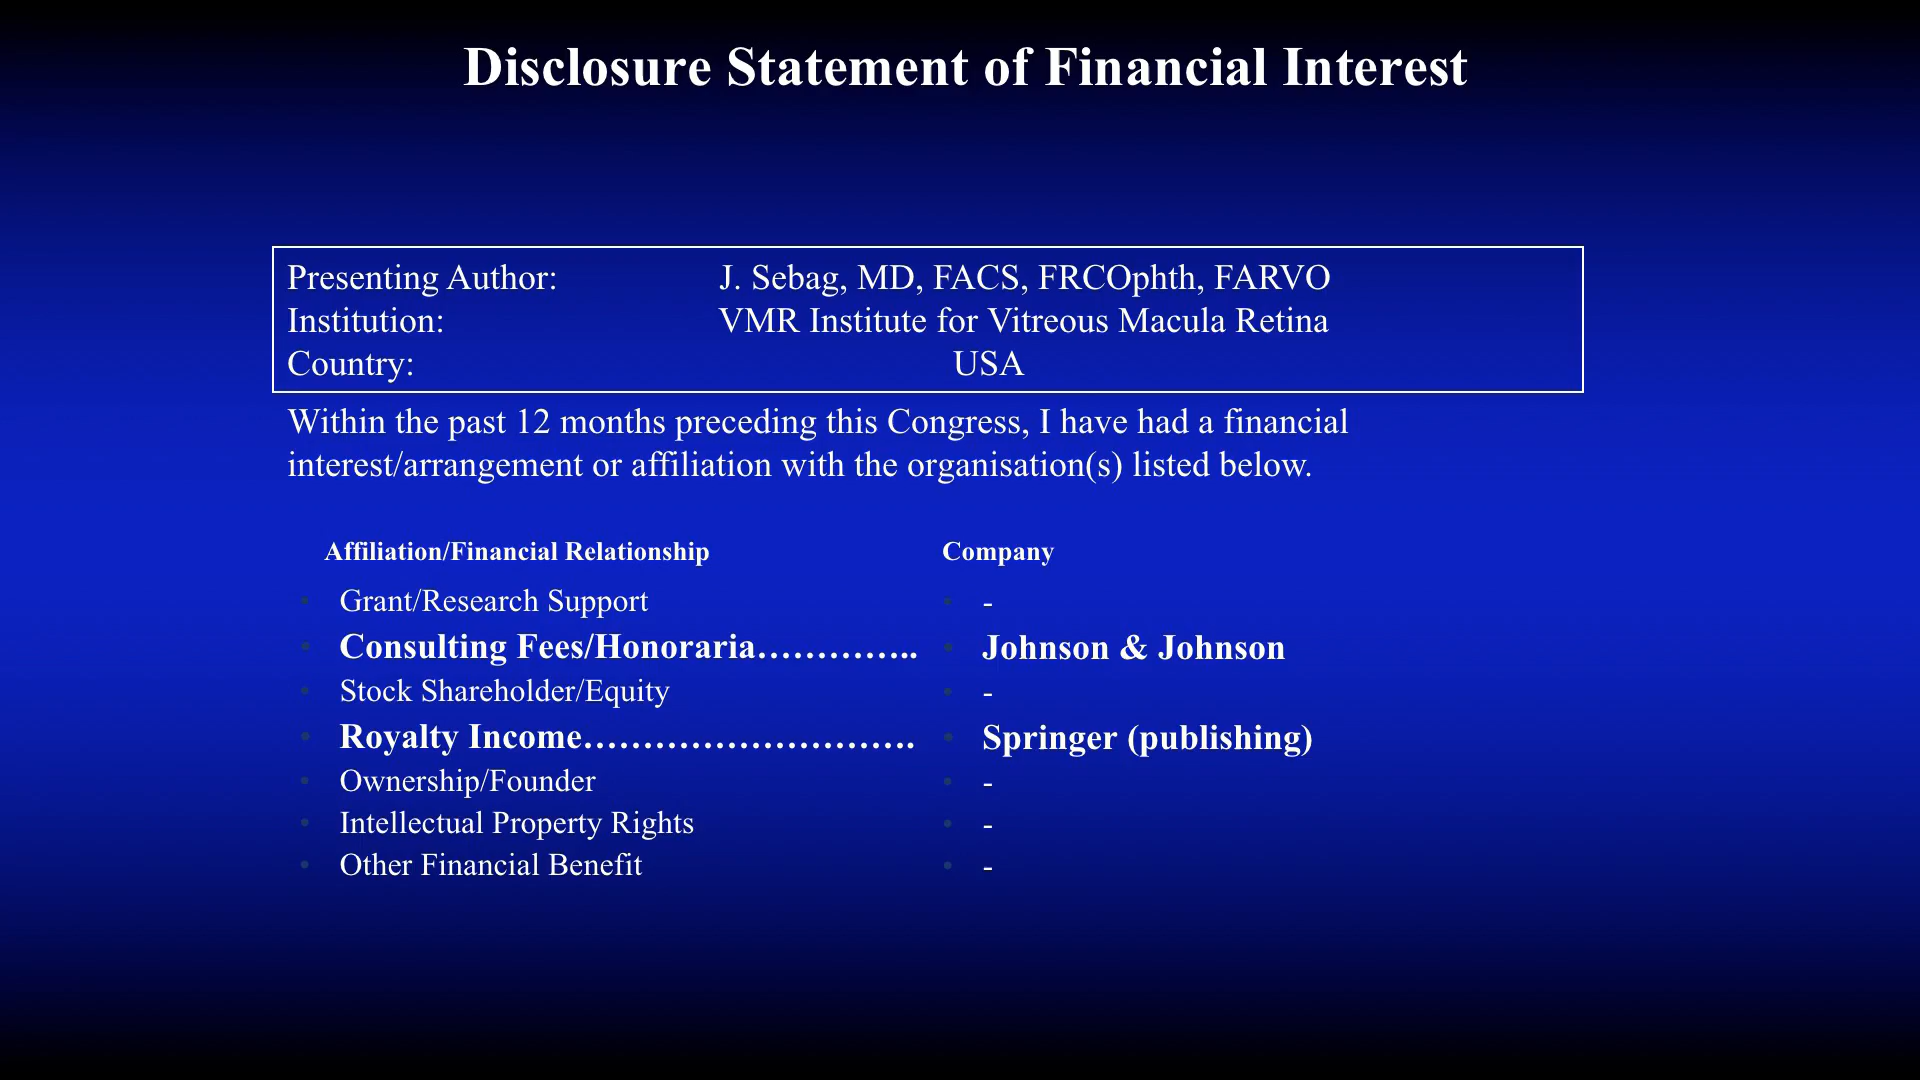 Disclosure Statement of Financial Interest
Presenting Author: J. Sebag, MD, FACS, FRCOphth, FARVO
Institution: VMR Institute for Vitreous Macula Retina
Country: USA
Within the past 12 months preceding this Congress, I have had a financial
interest/arrangement or affiliation with the organisation(s) listed below.
Affiliation/Financial Relationship Company
• Grant/Research Support • -
• Consulting Fees/Honoraria………….. • Johnson & Johnson
• Stock Shareholder/Equity • -
• Royalty Income………………………. • Springer (publishing)
• Ownership/Founder • -
• Intellectual Property Rights • -
• Other Financial Benefit • -